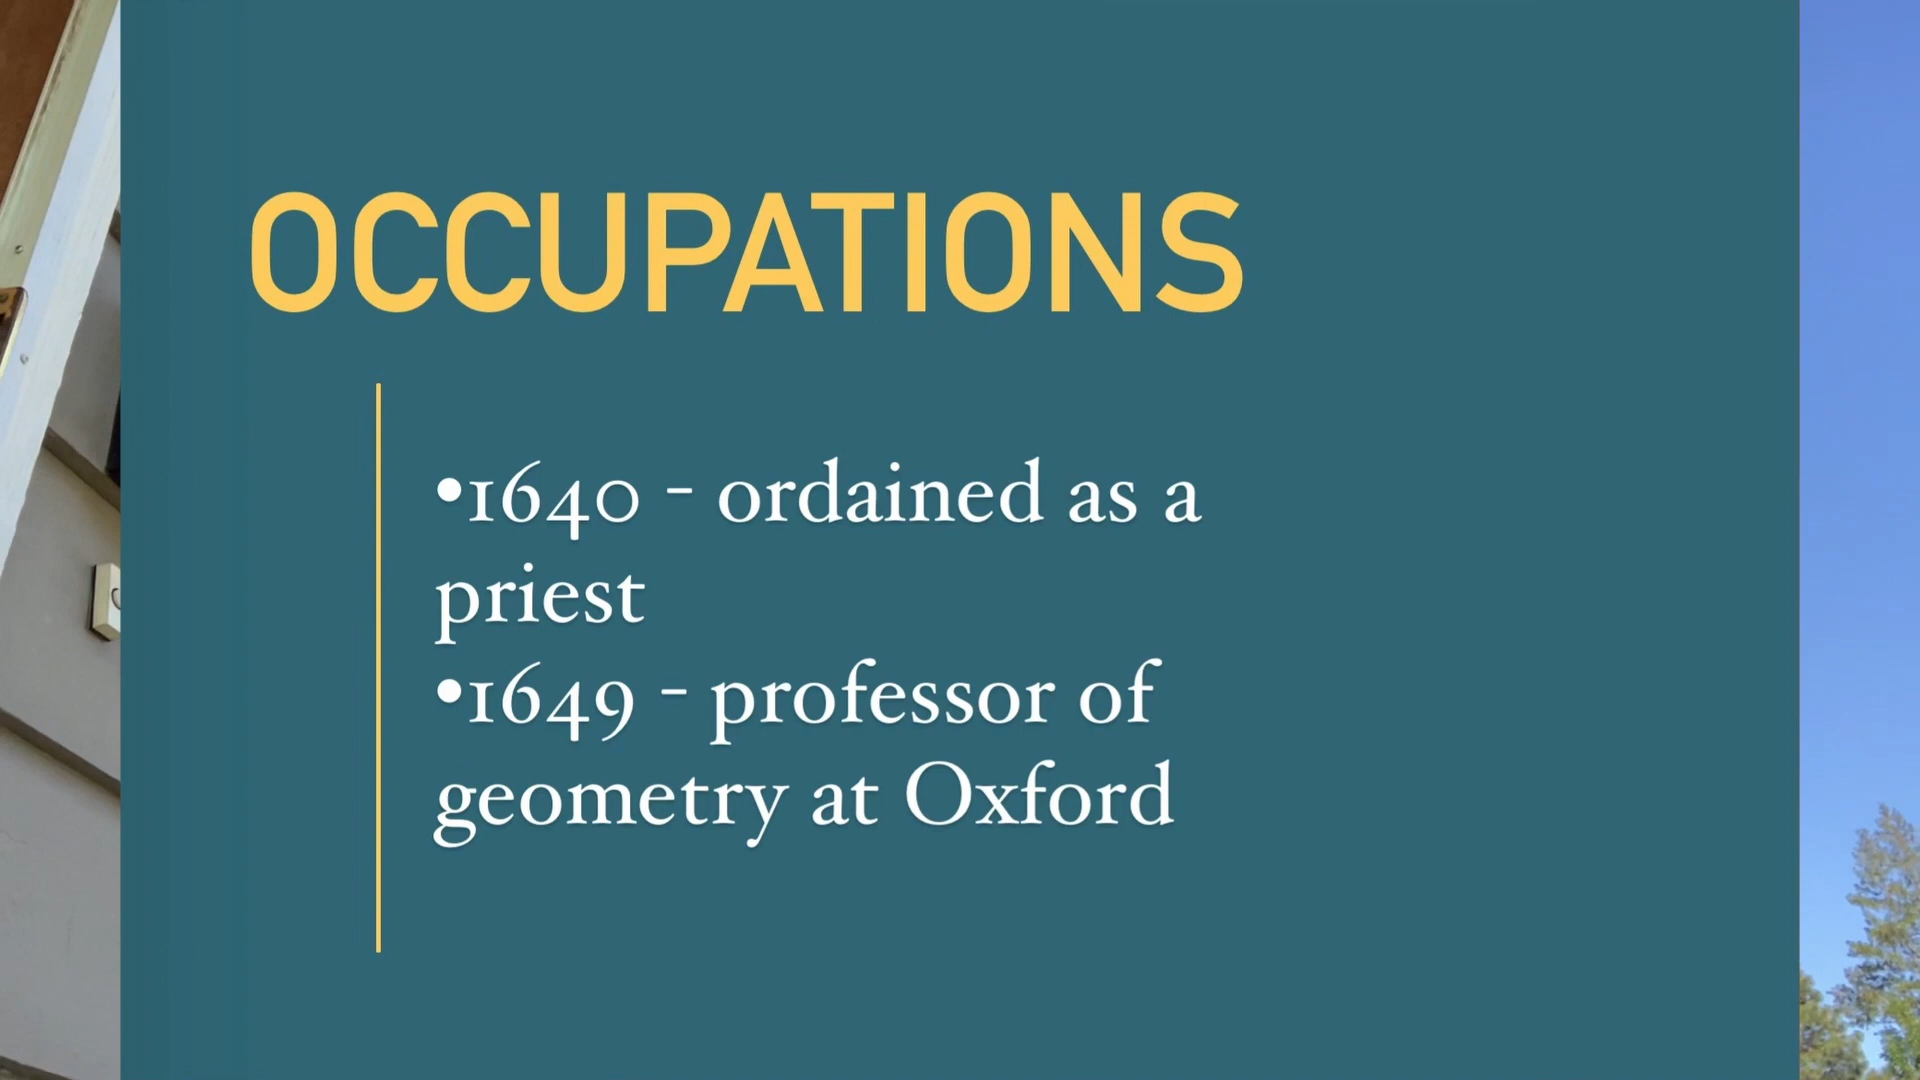 OCCUPATIONS
•1640 - ordained as a
priest
•1649 - professor of
geometry at Oxford